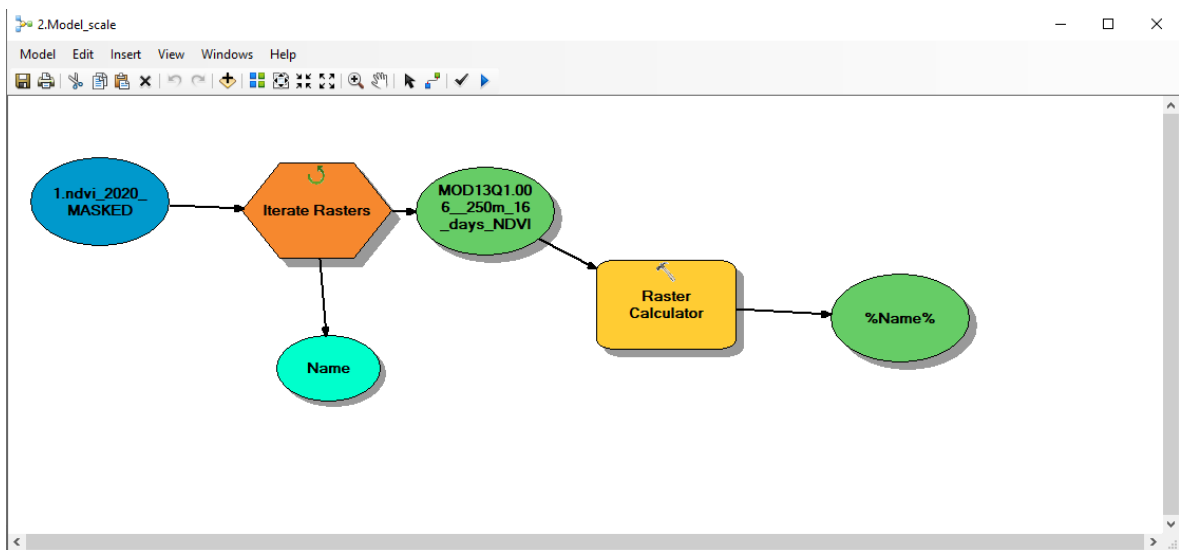 2.Model_scale
Model Edit Insert View Windows Help
1.ndvi_2020_
MASKED
Iterate Rasters
MOD13Q1.00
6__250m_16
_days_NDVI
Raster
Calculator
%Name%
Name